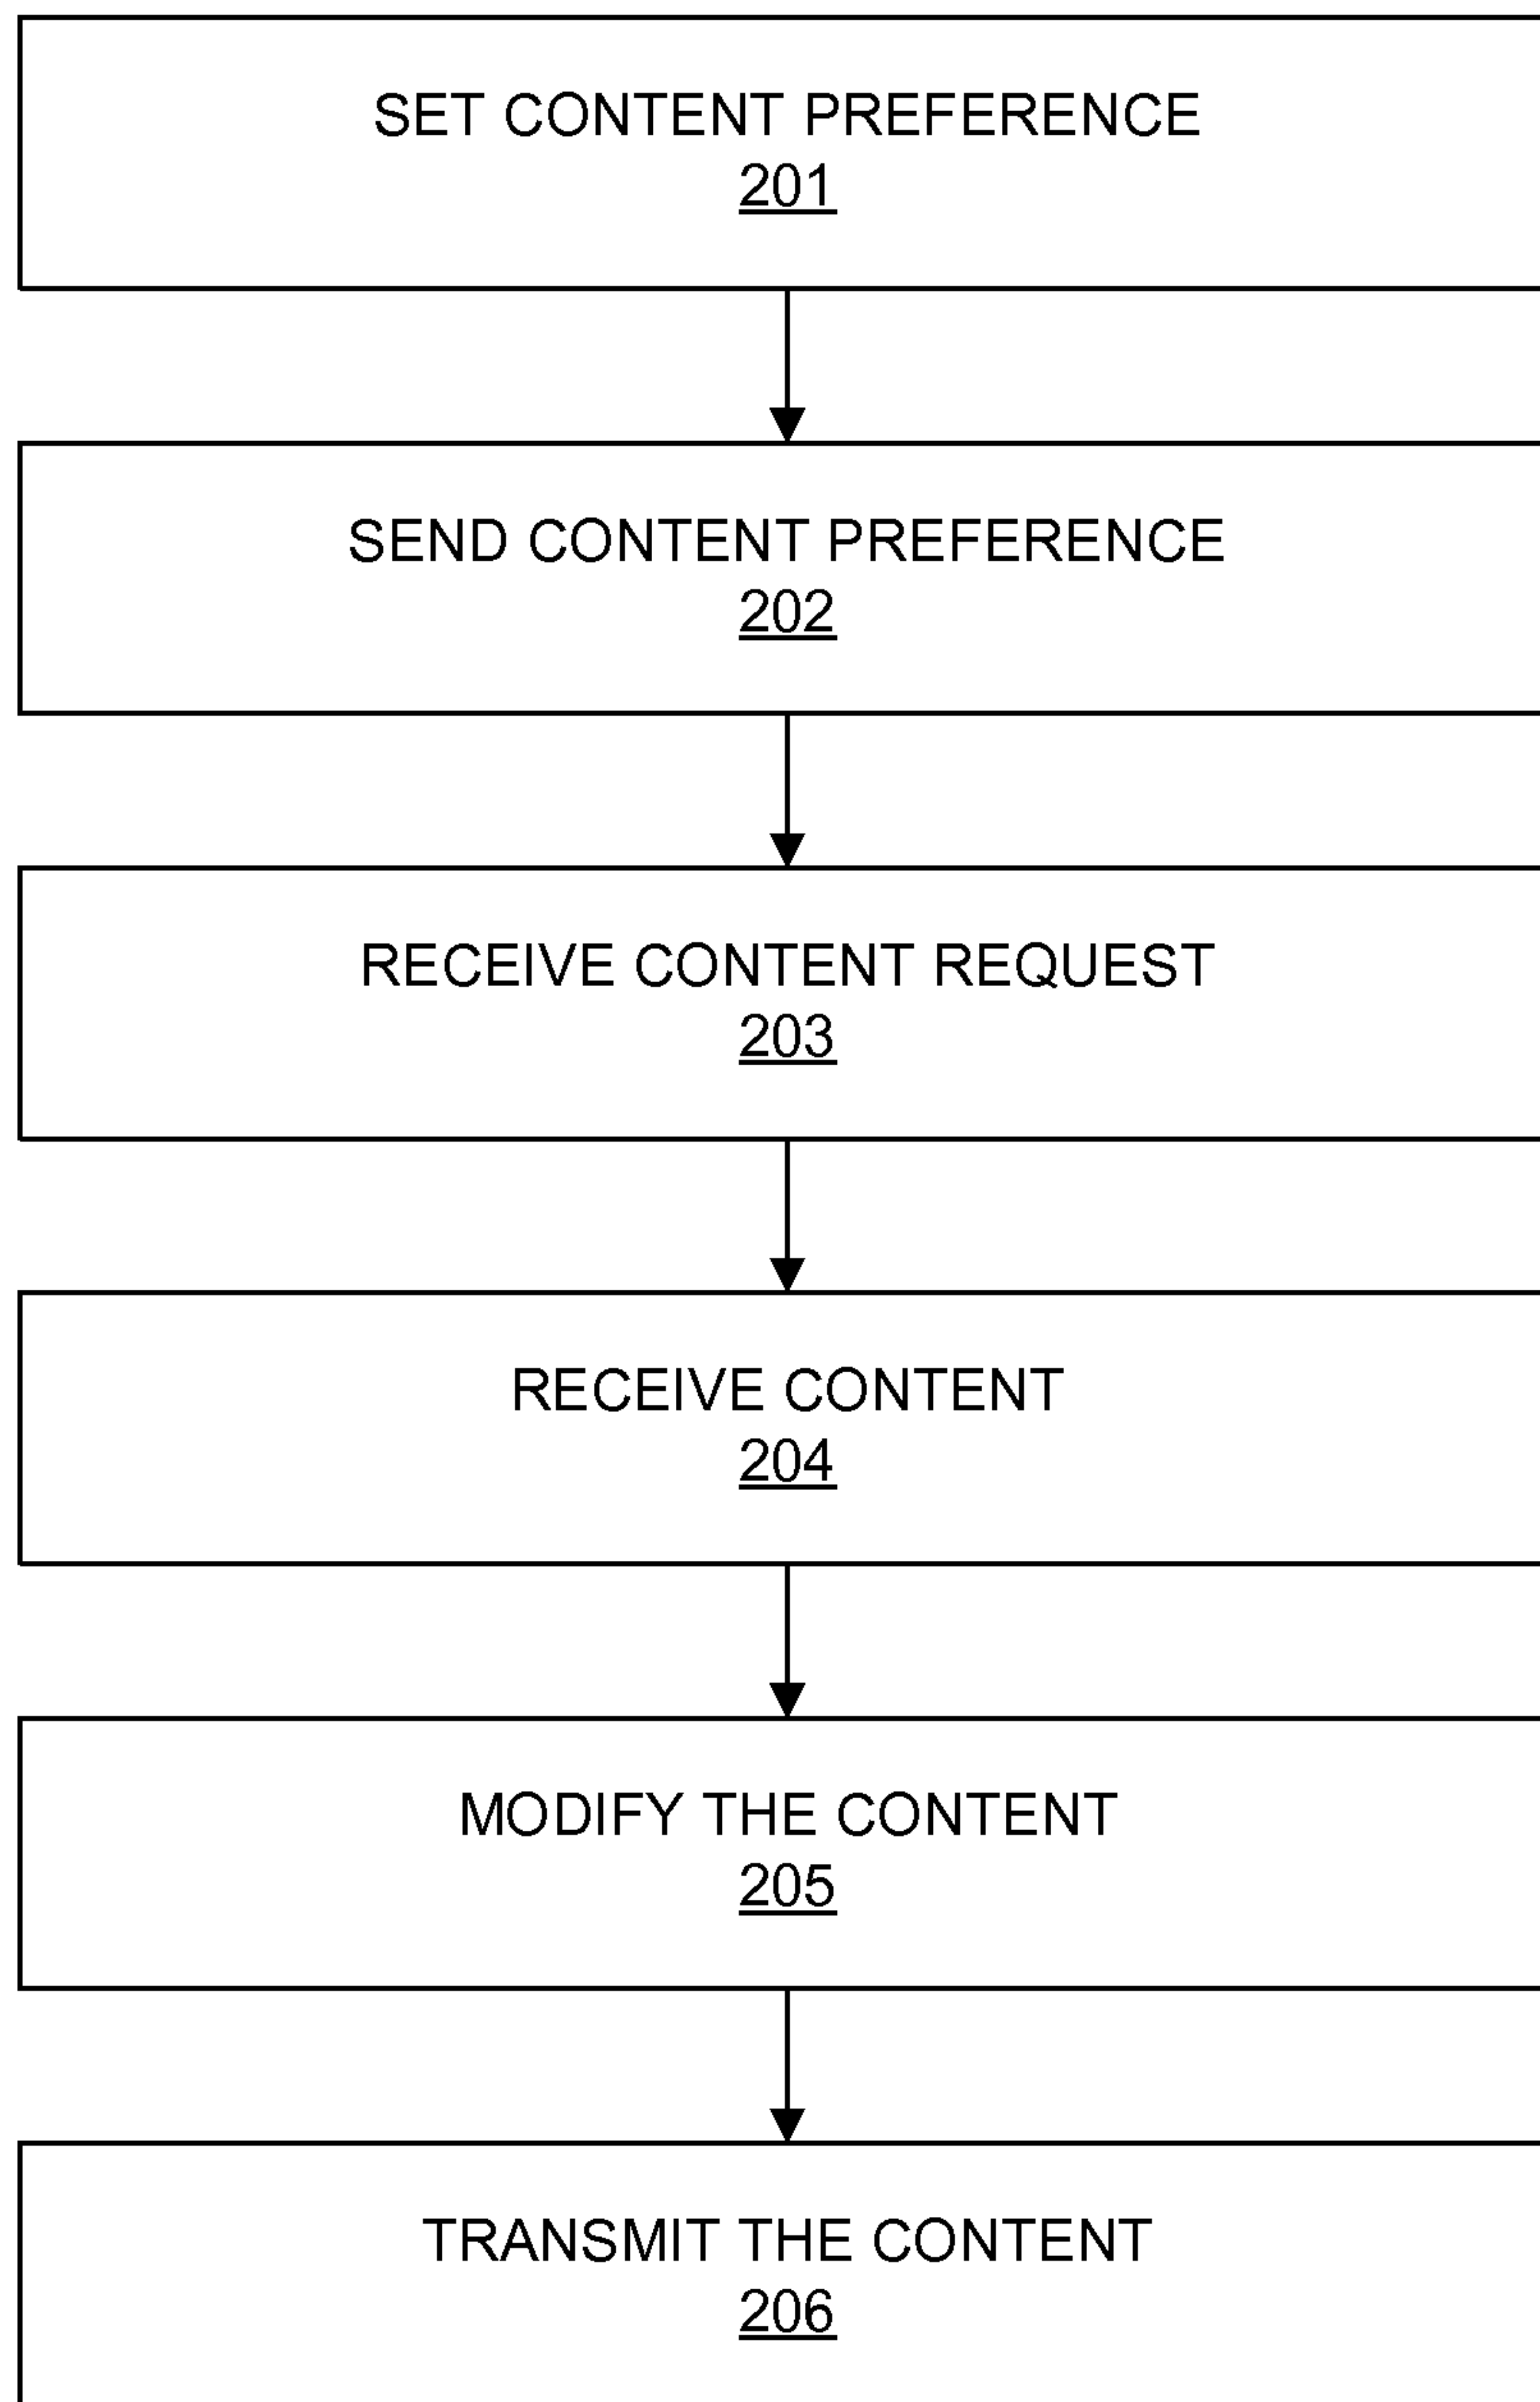 SET CONTENT PREFERENCE
201
SEND CONTENT PREFERENCE
202
RECEIVE CONTENT REQUEST
203
RECEIVE CONTENT
204
MODIFY THE CONTENT
205
TRANSMIT THE CONTENT
206